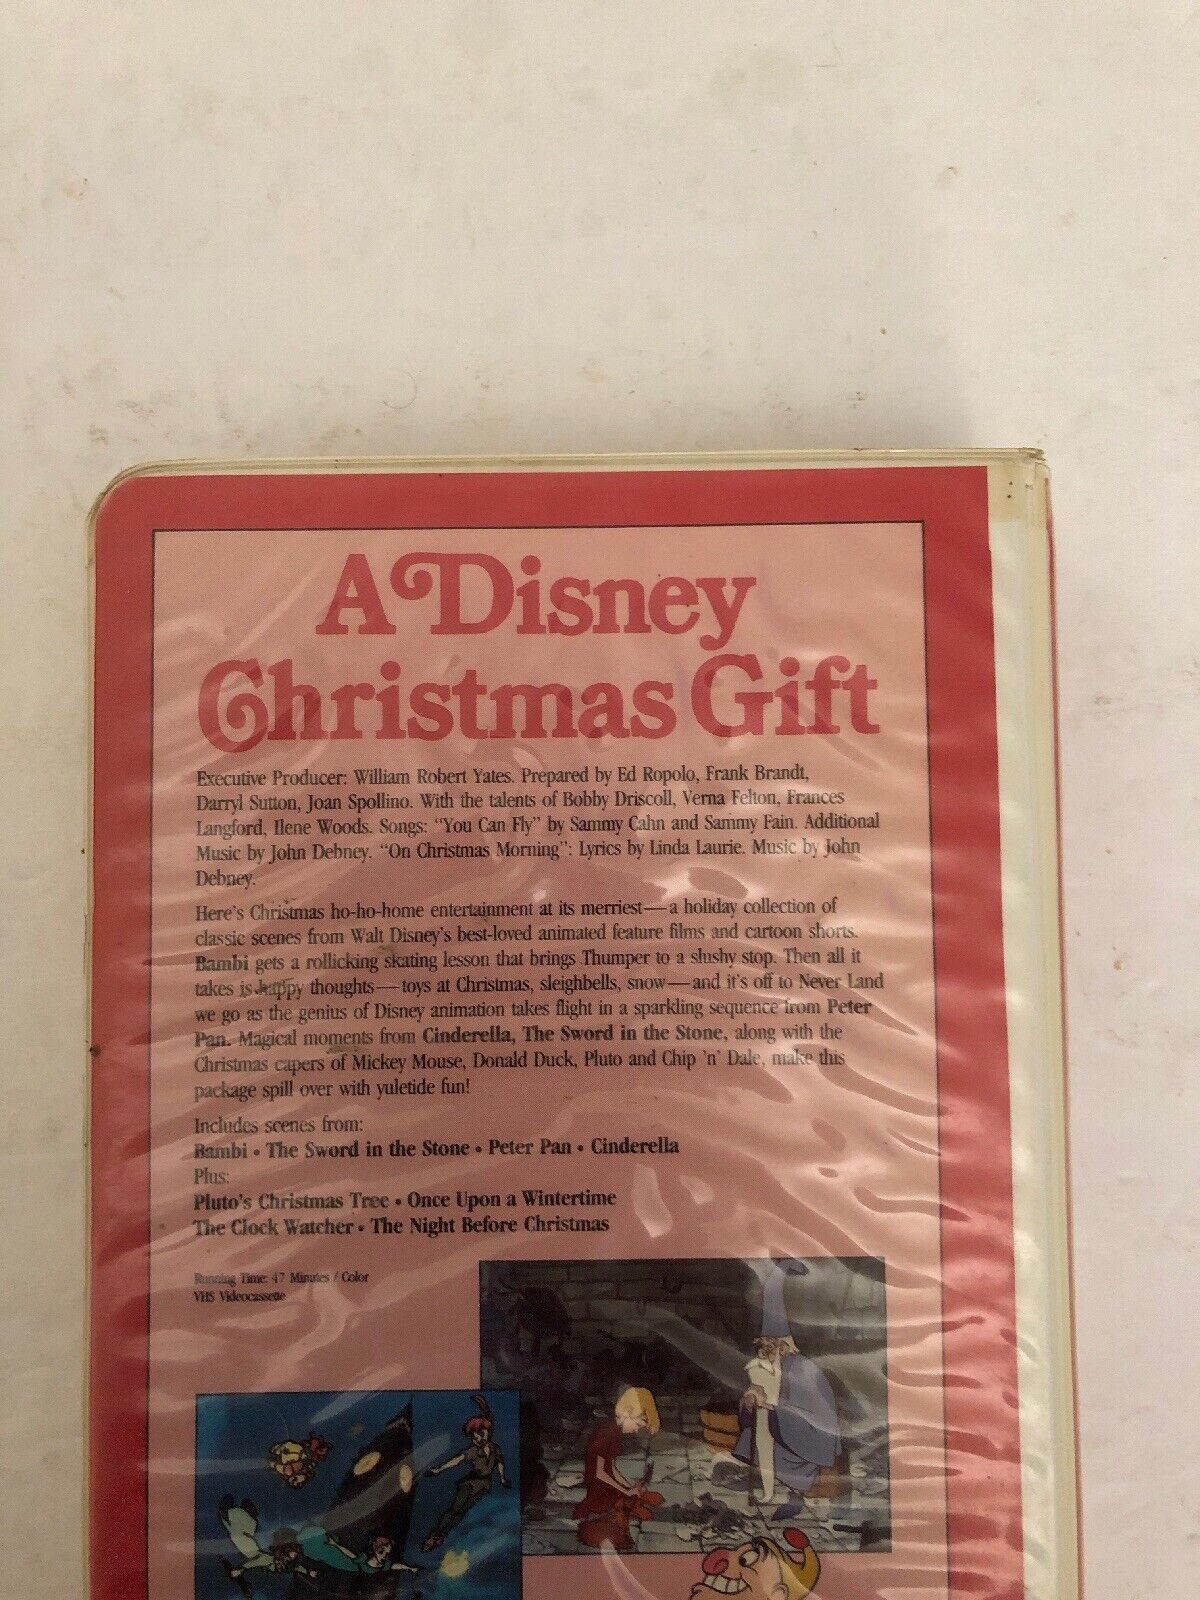 A Disney
Christmas Gift
Executive Producer: William Robert Yates. Prepared by Ed Ropolo, Frank Brandt,
Darryl Sutton, Joan Spollino. With the talents of Bobby Driscoll, Verna Felton, Frances
Langford, Ilene Woods. Songs: “You Can Fly” by Sammy Cahn and Sammy Fain. Additional
Music by John Debney. “On Christmas Morning”: Lyrics by Linda Laurie. Music by John
Debney.
Here's Christmas ho-ho-home entertainment at its merriest—a holiday collection of
classic scenes from Walt Disney's best-loved animated feature films and cartoon shorts.
Bambi gets a rollicking skating lesson that brings Thumper to a slushy stop. Then all it
takes is happy thoughts—toys at Christmas, sleighbells, snow—and it's off to Never Land
we go as the genius of Disney animation takes flight in a sparkling sequence from Peter
Pan. Magical moments from Cinderella, The Sword in the Stone, along with the
Christmas capers of Mickey Mouse, Donald Duck, Pluto and Chip 'n' Dale, make this
package spill over with yuletide fun!
Includes scenes from:
Bambi • The Sword in the Stone • Peter Pan • Cinderella
Plus:
Pluto's Christmas Tree • Once Upon a Wintertime
The Clock Watcher • The Night Before Christmas
Running Time: 47 Minutes / Color
VHS Videocassette